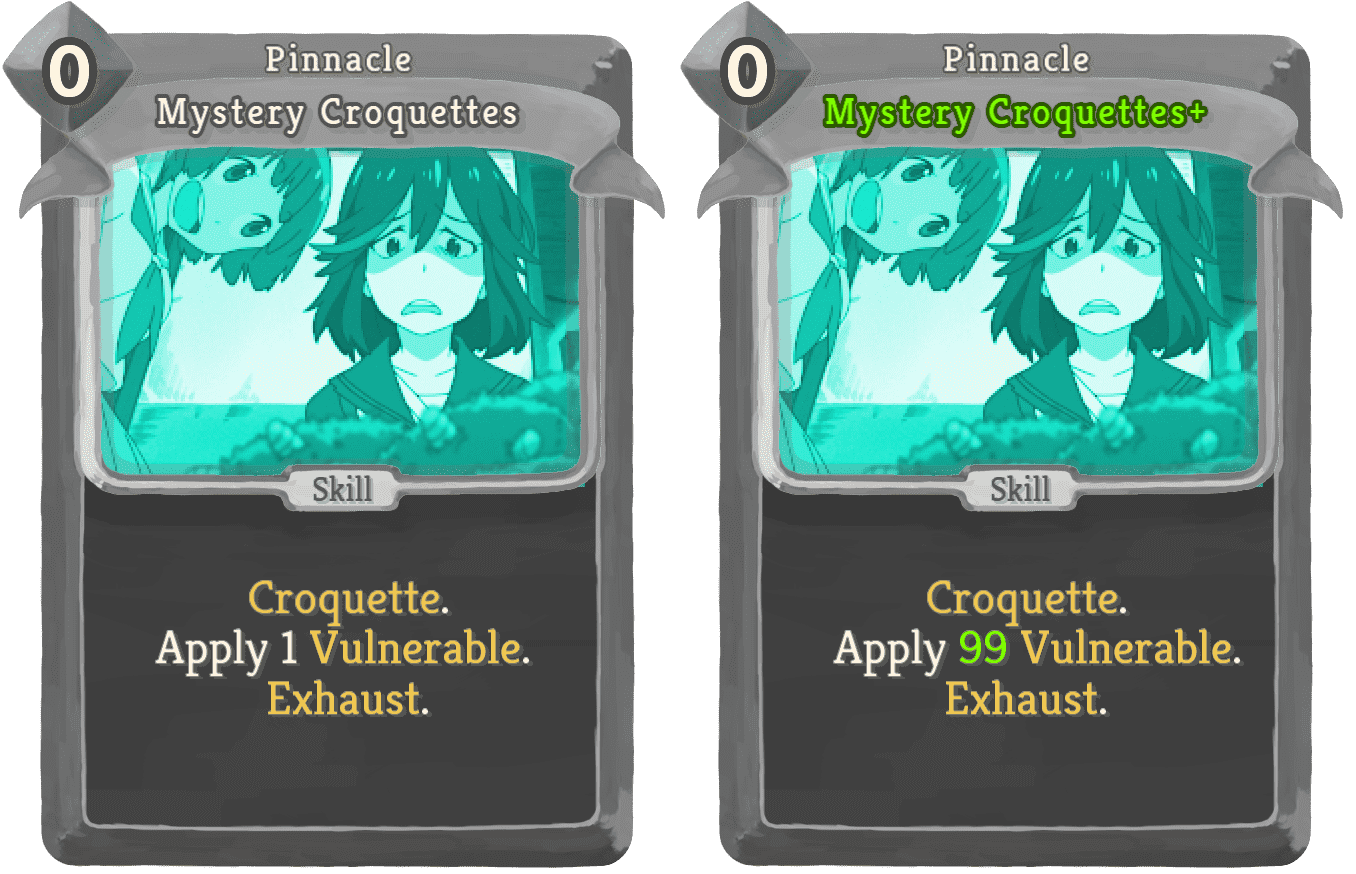 0
Pinnacle
Mystery Croquettes
Skill
Croquette.
Apply 1 Vulnerable.
Exhaust.
0
Pinnacle
Mystery Croquettes+
Skill
Croquette.
Apply 99 Vulnerable.
Exhaust.